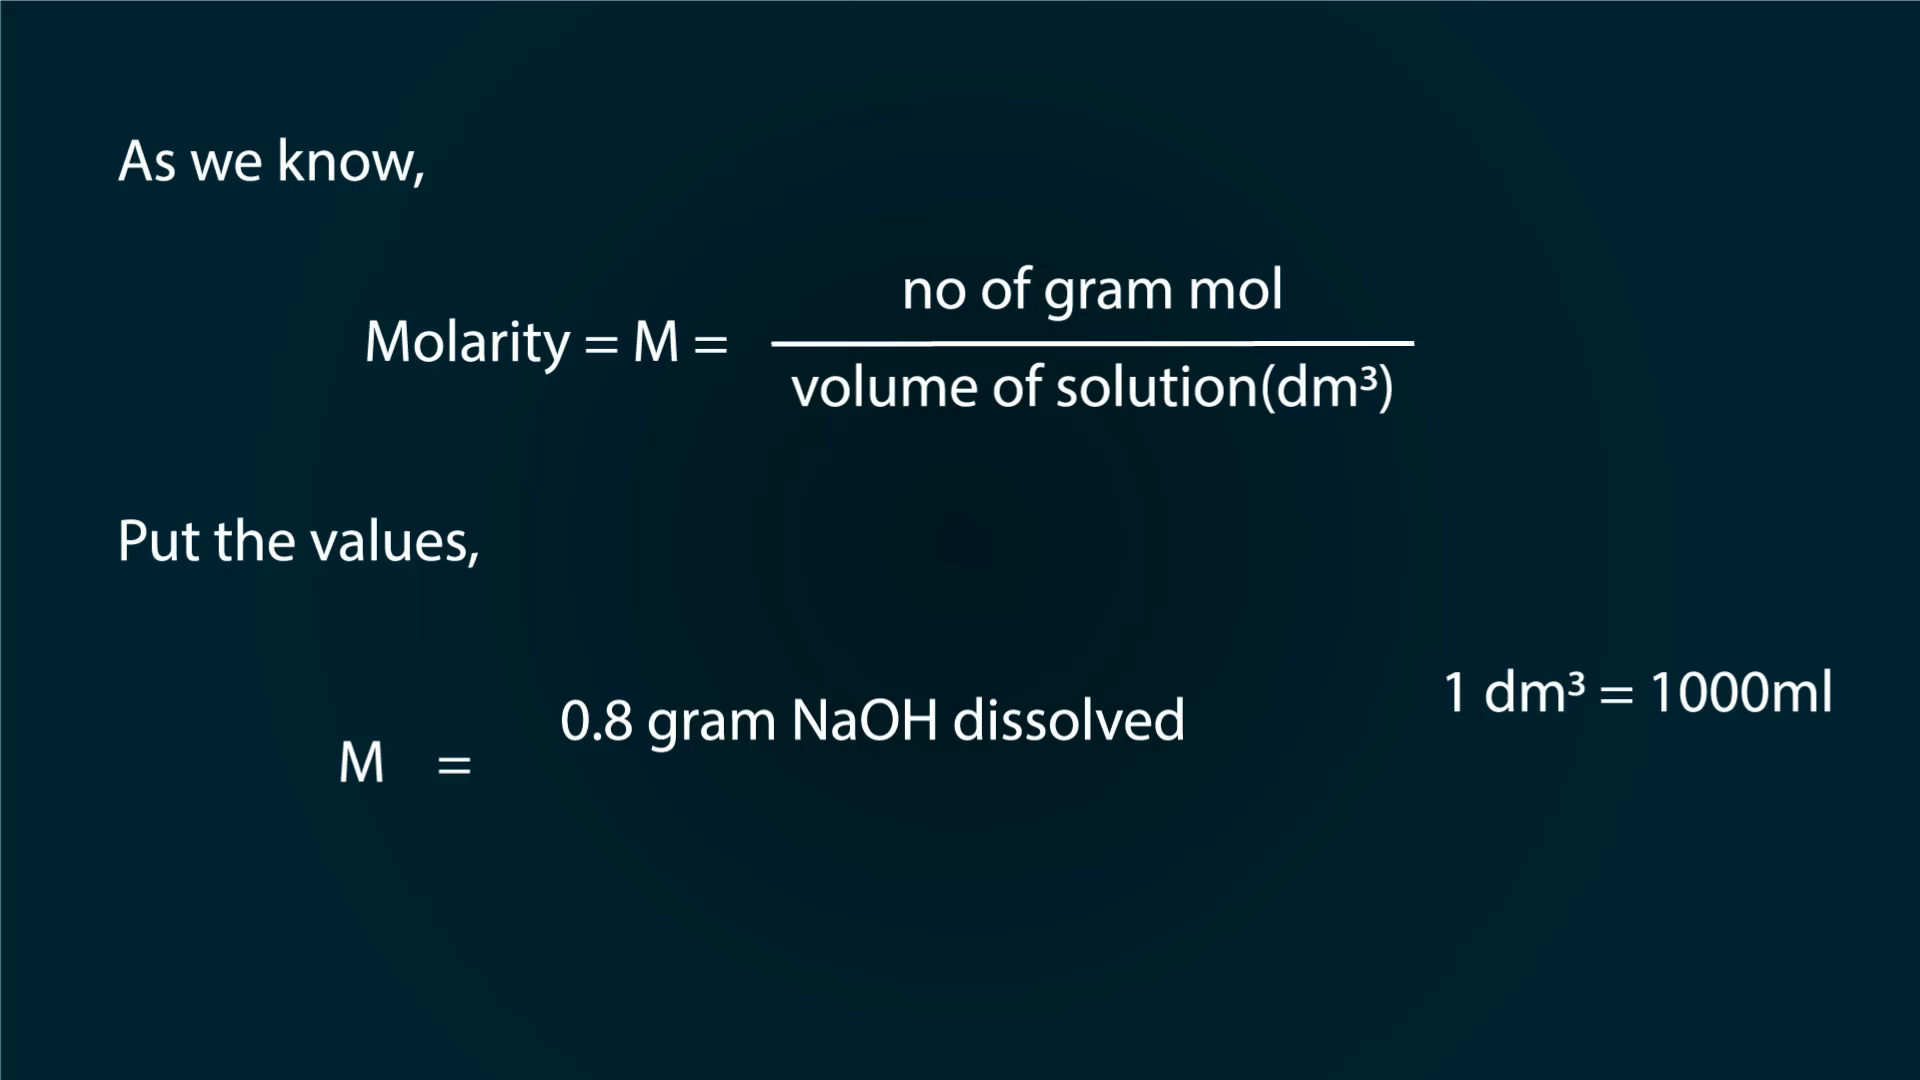 As we know,
Molarity = M =
no of gram mol
volume of solution(dm³)
Put the values,
M =
0.8 gram NaOH dissolved
1 dm³ = 1000ml